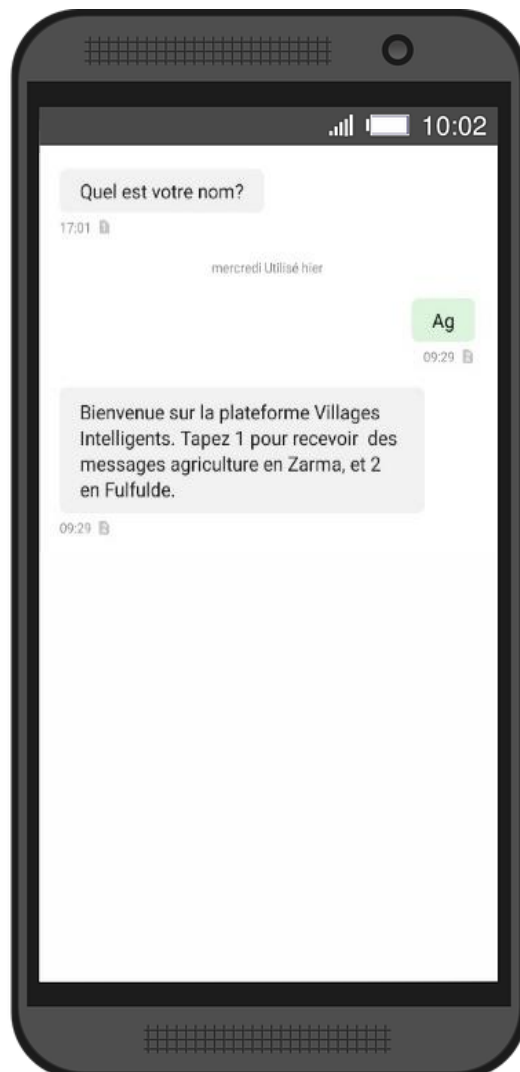 10:02
Quel est votre nom?
17:01
mercredi Utilisé hier
Ag
09:29
Bienvenue sur la plateforme Villages
Intelligents. Tapez 1 pour recevoir des
messages agriculture en Zarma, et 2
en Fulfulde.
09:29